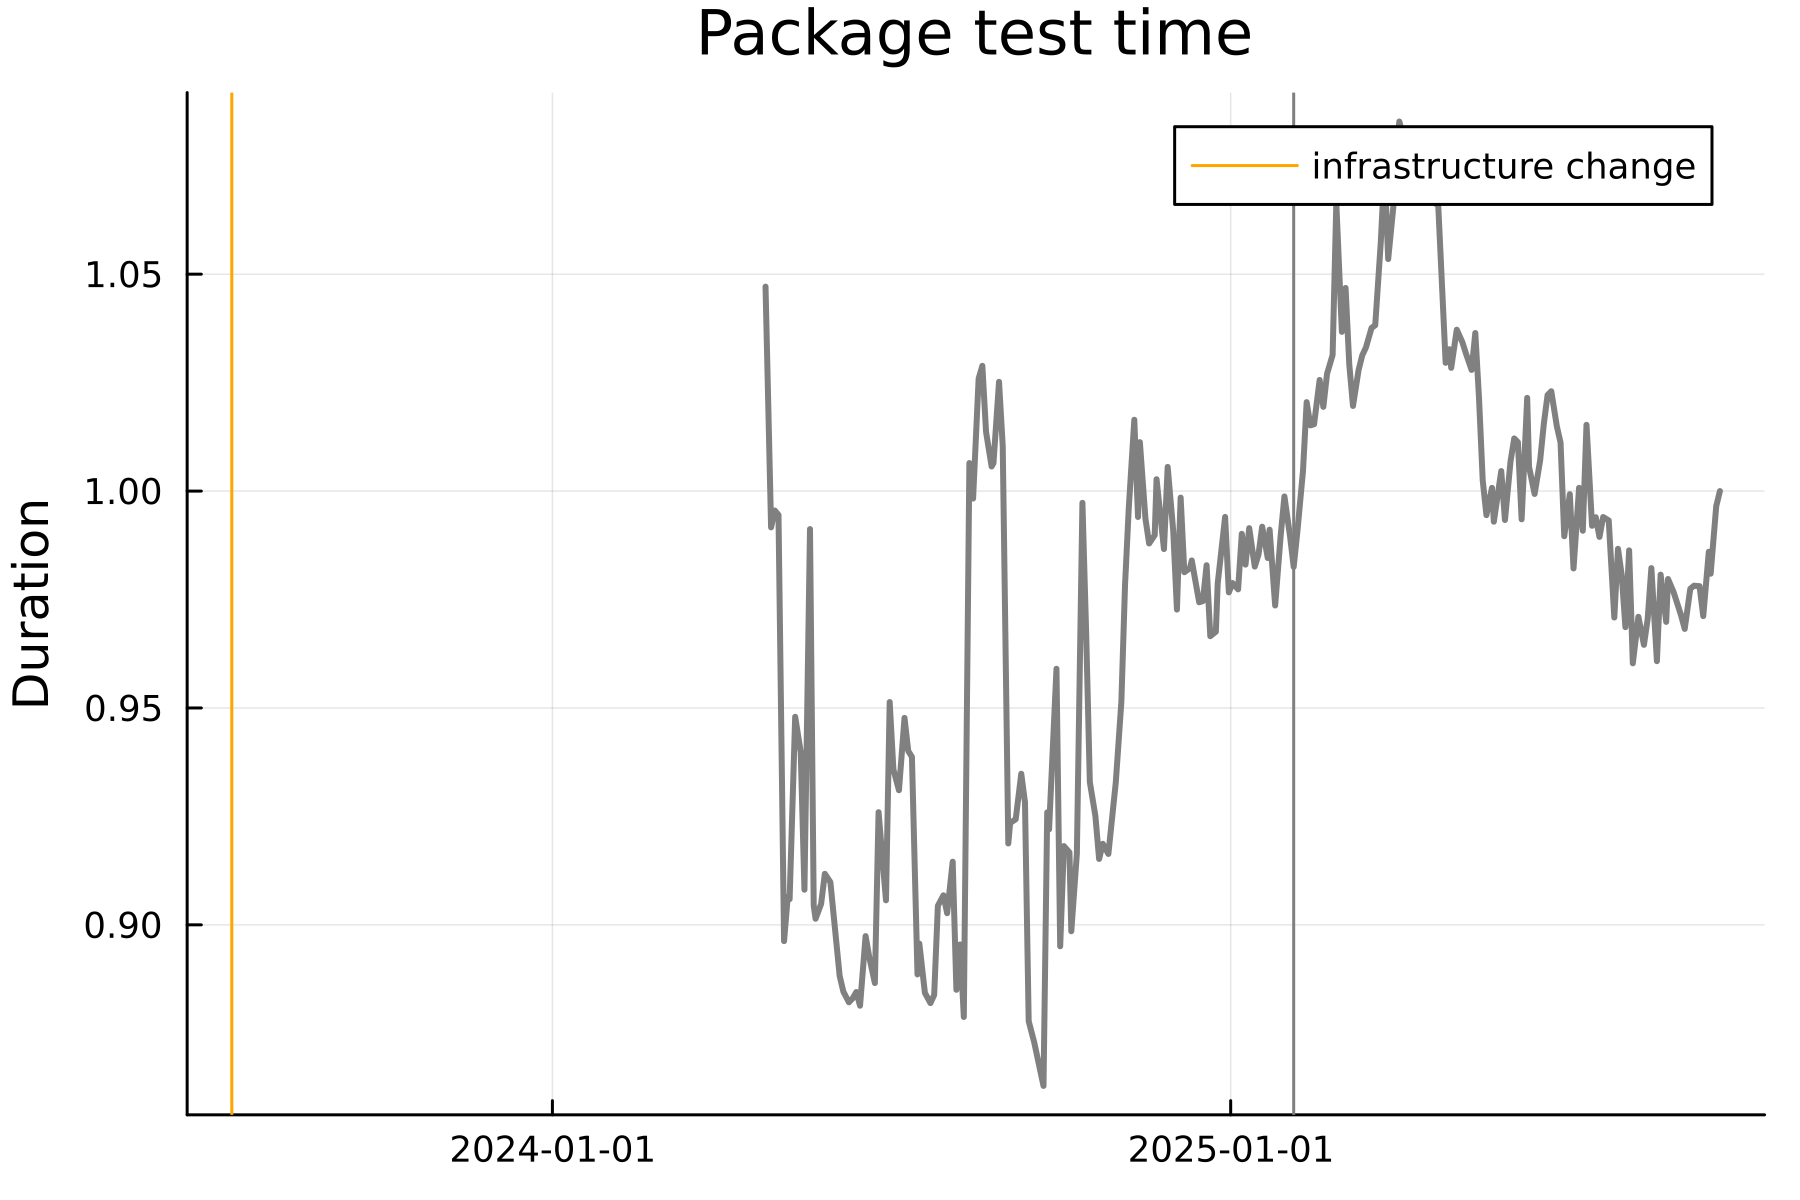 Package test time
infrastructure change
Duration
1.05
1.00
0.95
0.90
2024-01-01
2025-01-01